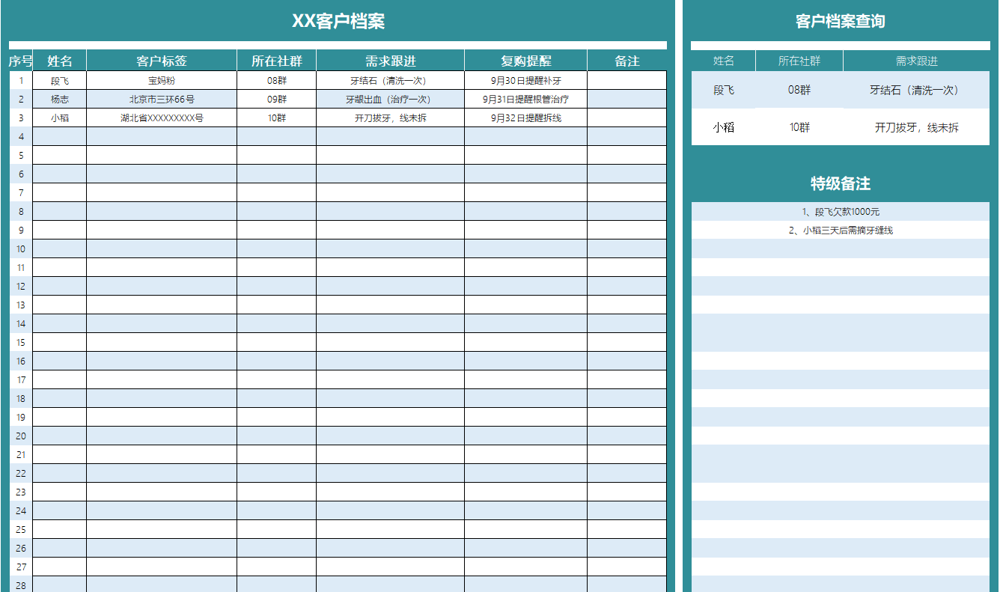 XX客户档案
序号 姓名 客户标签 所在社群 需求跟进 复购提醒 备注
1 段飞 宝妈粉 08群 牙结石（清洗一次） 9月30日提醒补牙
2 杨志 北京市三环66号 09群 牙龈出血（治疗一次） 9月31日提醒根管治疗
3 小稻 湖北省XXXXXXXXX号 10群 开刀拔牙，线未拆 9月32日提醒拆线
4
5
6
7
8
9
10
11
12
13
14
15
16
17
18
19
20
21
22
23
24
25
26
27
28
客户档案查询
姓名 所在社群 需求跟进
段飞 08群 牙结石（清洗一次）
小稻 10群 开刀拔牙，线未拆
特级备注
1、段飞欠款1000元
2、小稻三天后需摘牙缝线